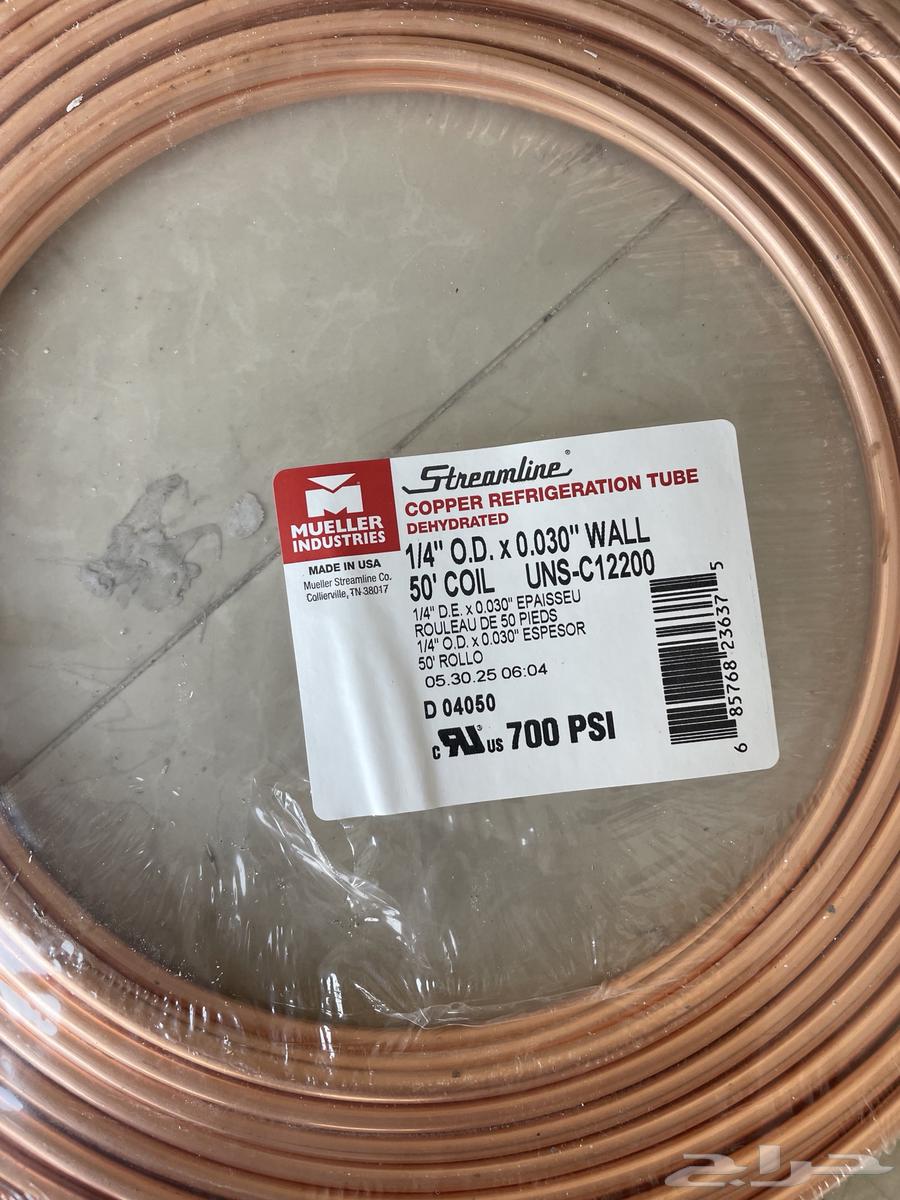 Streamline®
COPPER REFRIGERATION TUBE
DEHYDRATED
MUELLER
INDUSTRIES
MADE IN USA
Mueller Streamline Co.
Collierville, TN 38017
1/4" O.D. x 0.030" WALL
50' COIL UNS-C12200
1/4" D.E. x 0.030" EPAISSEU
ROULEAU DE 50 PIEDS
1/4" O.D. x 0.030" ESPESOR
50' ROLLO
05.30.25 06:04
D 04050
c RU® US 700 PSI
6 85768 23637 5
حراج